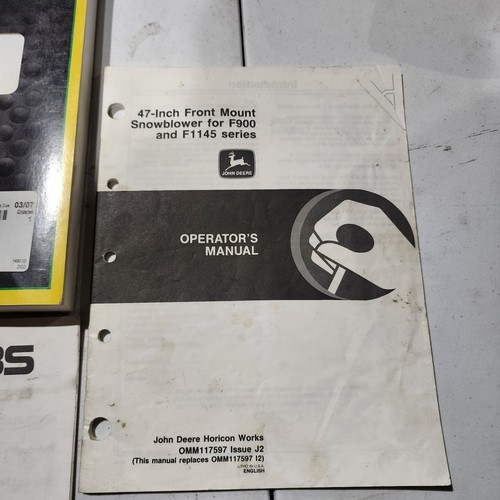 47-Inch Front Mount
Snowblower for F900
and F1145 series
JOHN DEERE
OPERATOR'S
MANUAL
John Deere Horicon Works
OMM117597 Issue J2
(This manual replaces OMM117597 I2)
LITHO IN U.S.A.
ENGLISH
03/07
1
BS